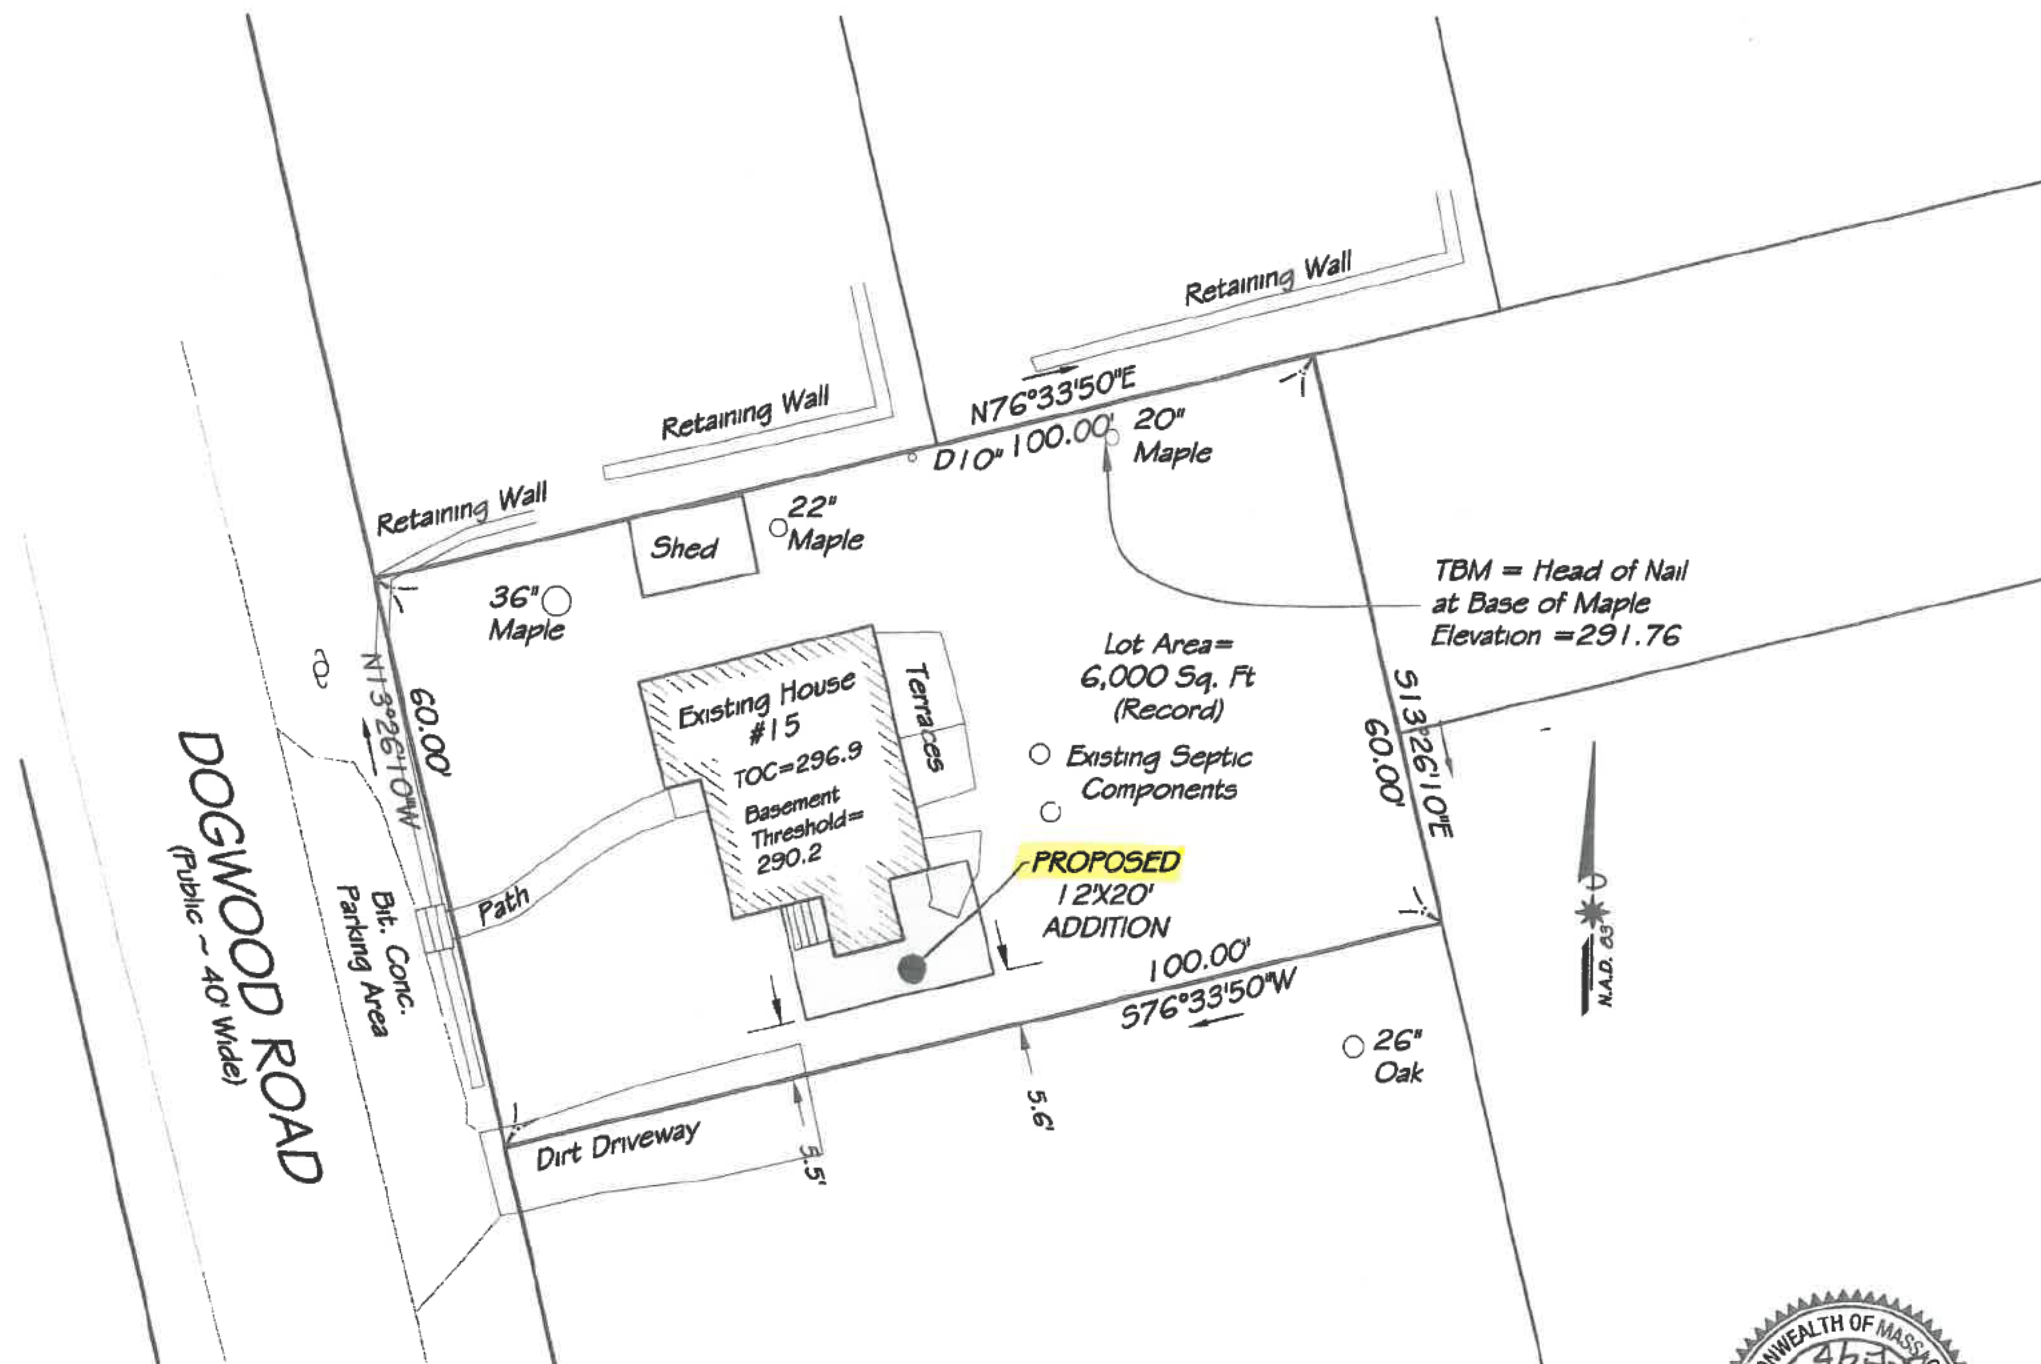 Retaining Wall
Retaining Wall
Retaining Wall
N76°33'50"E
100.00'
D10"
20"
Maple
22"
Maple
Shed
36"
Maple
TBM = Head of Nail
at Base of Maple
Elevation =291.76
Lot Area=
6,000 Sq. Ft
(Record)
Existing Septic
Components
Existing House
#15
TOC=296.9
Basement
Threshold=
290.2
Terraces
N13°26'10"W
60.00'
S13°26'10"E
60.00'
PROPOSED
12'X20'
ADDITION
Path
Bit. Conc.
Parking Area
DOGWOOD ROAD
(Public ~ 40' Wide)
100.00'
S76°33'50"W
26"
Oak
5.6'
5.5'
Dirt Driveway
N.A.D. 83